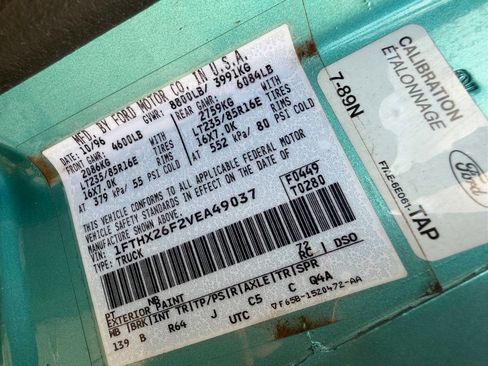 MFD. BY FORD MOTOR CO. IN U.S.A.
DATE: 10/96 GVWR: 8800LB/ 3991KG
FRONT GAWR: 4600LB REAR GAWR: 6084LB
2086KG 2759KG
LT235/85R16E TIRES LT235/85R16E TIRES
16X7.0K RIMS 16X7.0K RIMS
AT 379 kPa/ 55 PSI COLD AT 552 kPa/ 80 PSI COLD
THIS VEHICLE CONFORMS TO ALL APPLICABLE FEDERAL MOTOR
VEHICLE SAFETY STANDARDS IN EFFECT ON THE DATE OF
MANUFACTURE SHOWN ABOVE.
VIN: 1FTHX26F2VEA49037 F0449
TYPE: TRUCK T0280
EXTERIOR PAINT RC DSO
WB BRK INT TR TP/PS R AXLE TR SPR
139 B R64 J C5 C Q4A
UTC F65B-1520472-AA
CALIBRATION
ETALONNAGE
7-89N
Ford
TAP